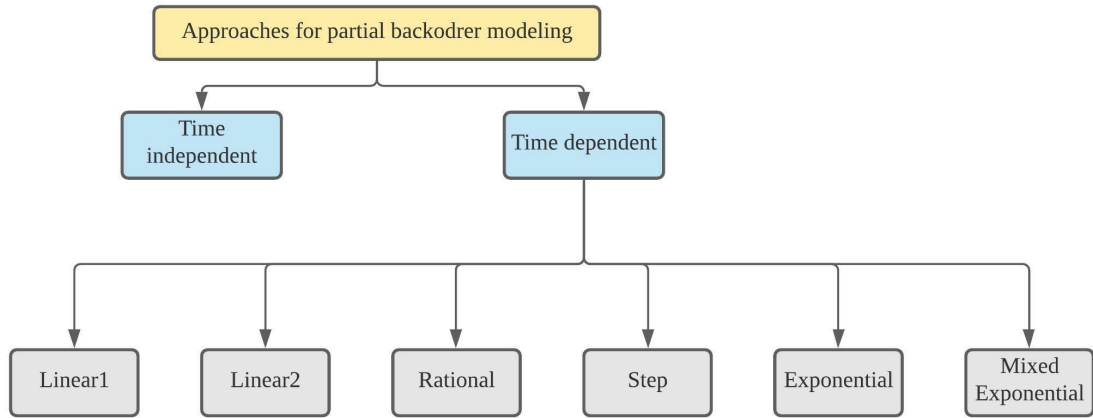 Approaches for partial backodrer modeling
Time
independent
Time dependent
Linear1
Linear2
Rational
Step
Exponential
Mixed
Exponential